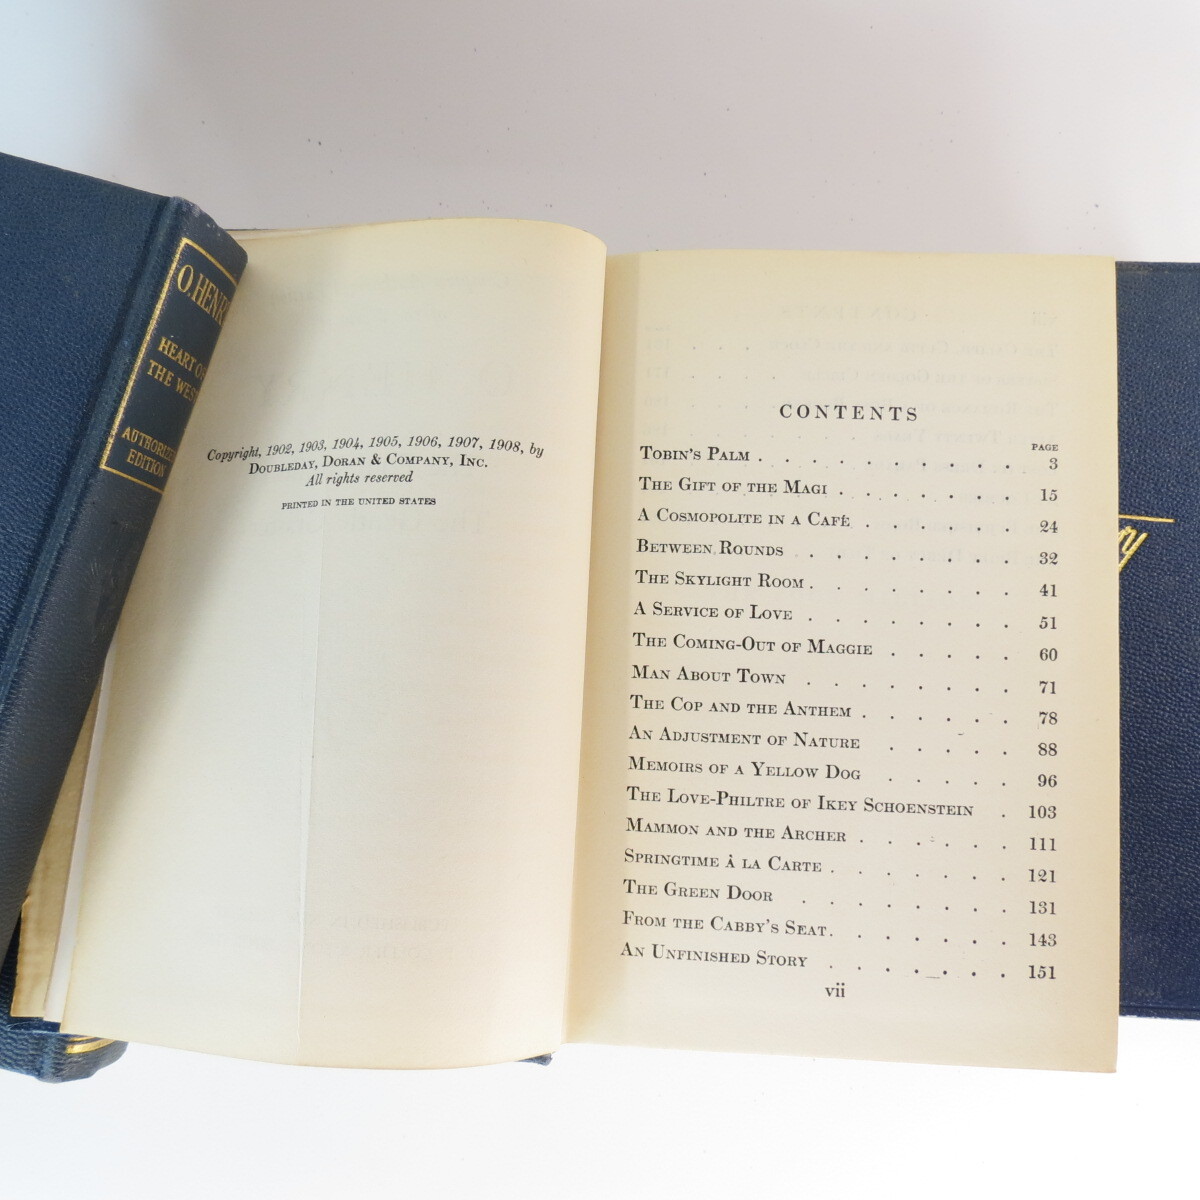 O. HENRY
HEART OF
THE WEST
AUTHORIZED
EDITION
Copyright, 1902, 1903, 1904, 1905, 1906, 1907, 1908, by
DOUBLEDAY, DORAN & COMPANY, INC.
All rights reserved
PRINTED IN THE UNITED STATES
CONTENTS
PAGE
TOBIN'S PALM . . . . . . . . . . 3
THE GIFT OF THE MAGI . . . . . . . 15
A COSMOPOLITE IN A CAFÉ . . . . . . 24
BETWEEN ROUNDS . . . . . . . . 32
THE SKYLIGHT ROOM . . . . . . . . 41
A SERVICE OF LOVE . . . . . . . . 51
THE COMING-OUT OF MAGGIE . . . . . 60
MAN ABOUT TOWN . . . . . . . . 71
THE COP AND THE ANTHEM . . . . . . 78
AN ADJUSTMENT OF NATURE . . . . . 88
MEMOIRS OF A YELLOW DOG . . . . . 96
THE LOVE-PHILTRE OF IKEY SCHOENSTEIN . 103
MAMMON AND THE ARCHER . . . . . . 111
SPRINGTIME À LA CARTE . . . . . . . 121
THE GREEN DOOR . . . . . . . . 131
FROM THE CABBY'S SEAT . . . . . . . 143
AN UNFINISHED STORY . . . . . . . 151
vii